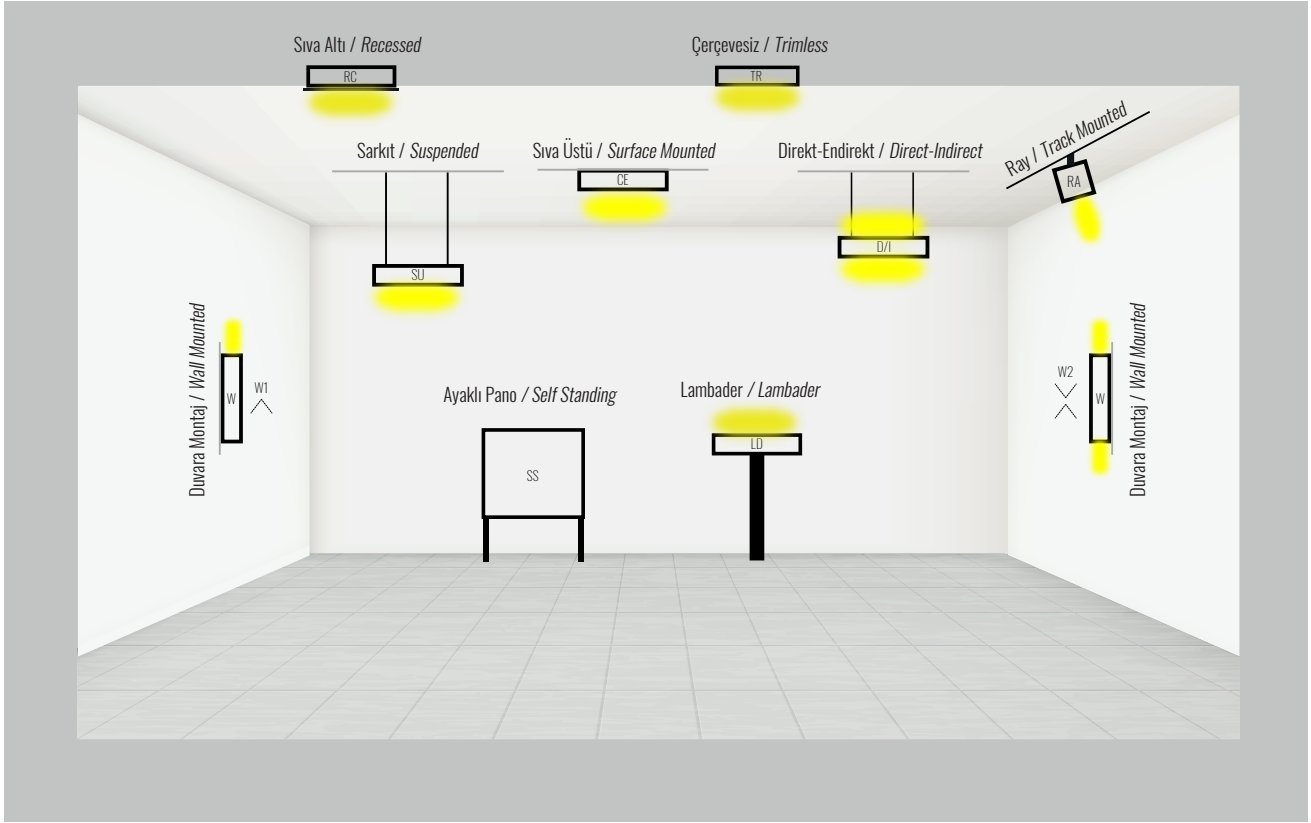 Sıva Altı / Recessed
RC
Çerçevesiz / Trimless
TR
Sarkıt / Suspended
SU
Sıva Üstü / Surface Mounted
CE
Direkt-Endirekt / Direct-Indirect
D/I
Ray / Track Mounted
RA
Duvara Montaj / Wall Mounted
W
W1
Ayaklı Pano / Self Standing
SS
Lambader / Lambader
LD
W2
W
Duvara Montaj / Wall Mounted